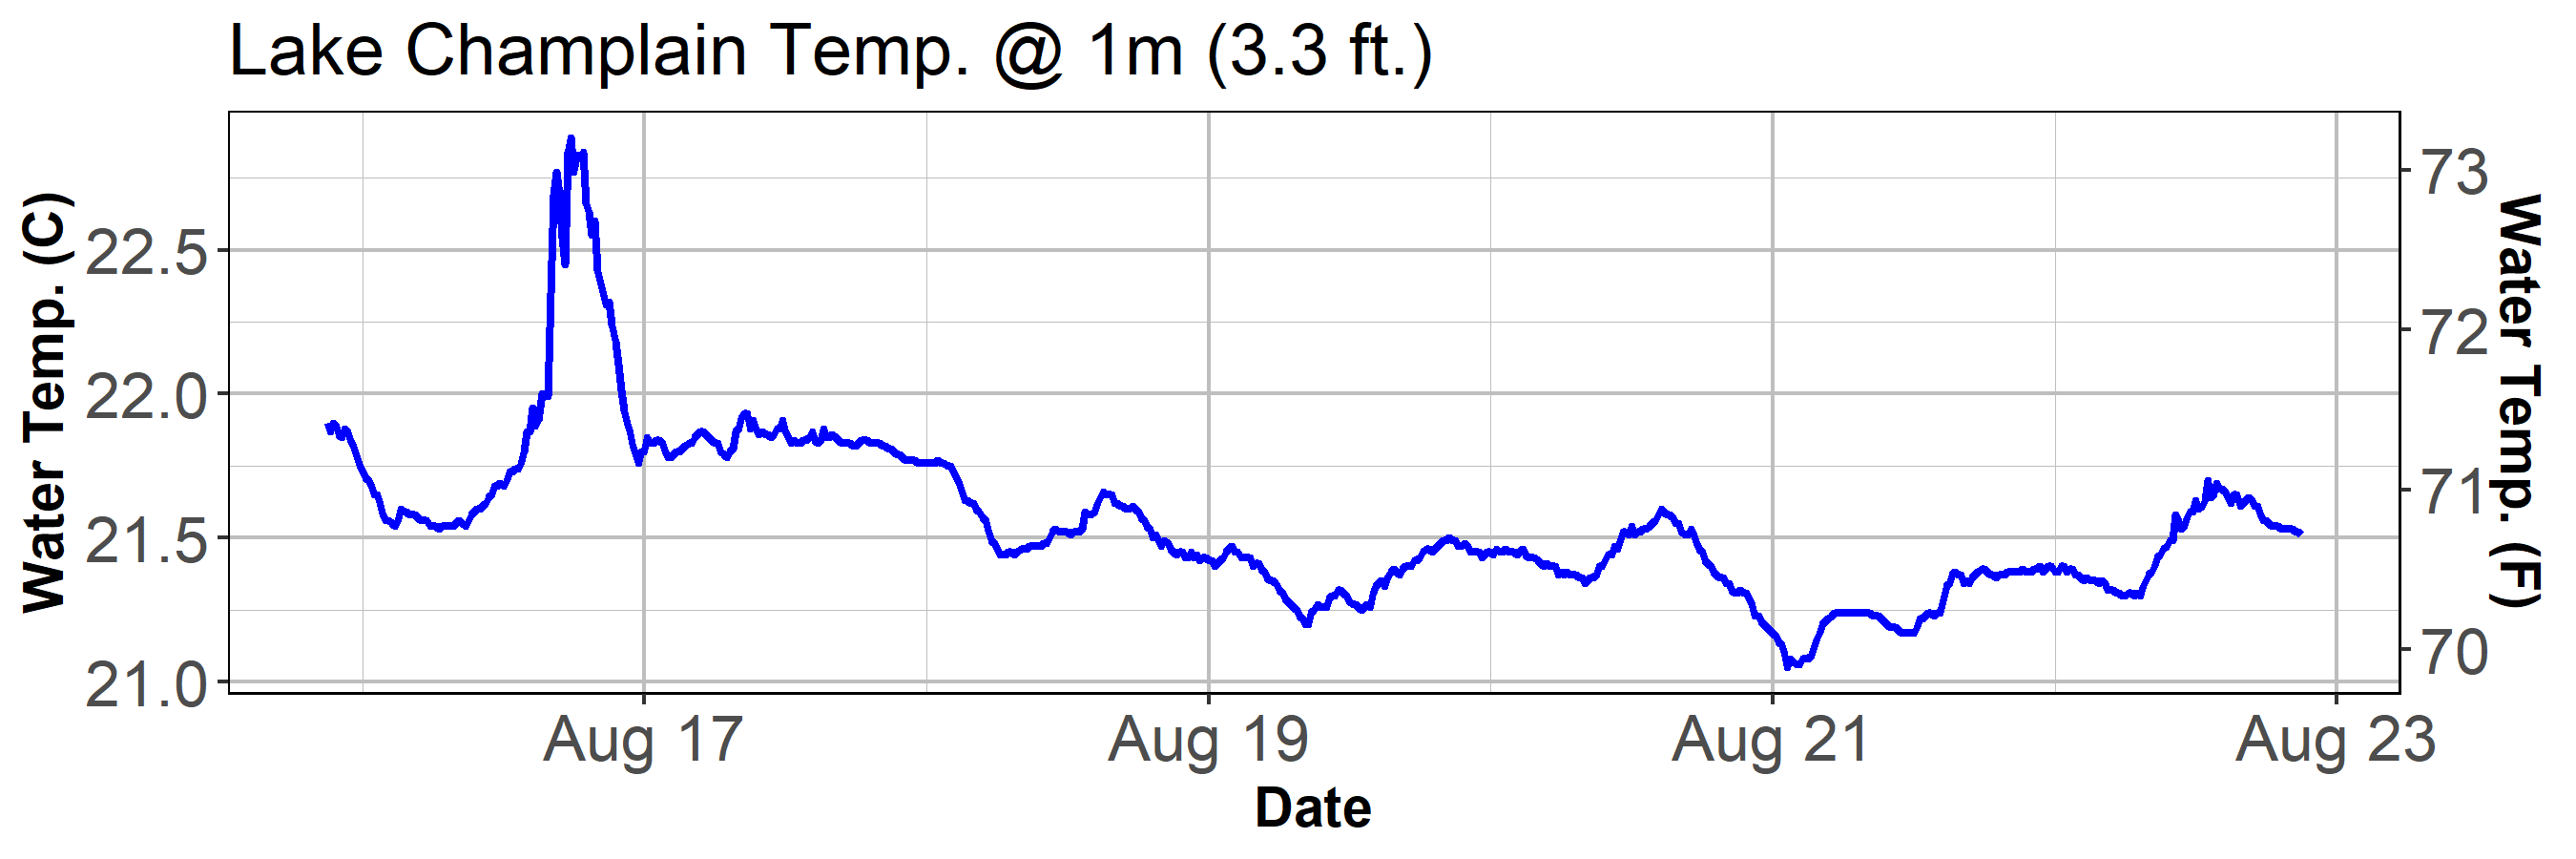 Lake Champlain Temp. @ 1m (3.3 ft.)
Water Temp. (C)
22.5
22.0
21.5
21.0
73
72
71
70
Water Temp. (F)
Aug 17
Aug 19
Aug 21
Aug 23
Date